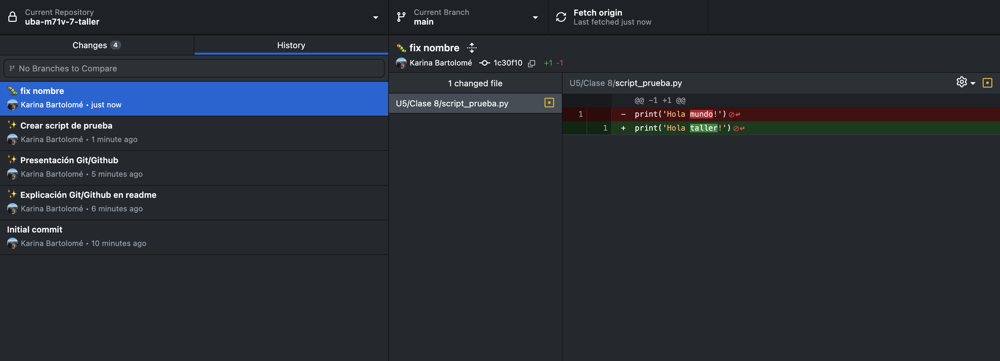 Current Repository
uba-m71v-7-taller
Current Branch
main
Fetch origin
Last fetched just now
Changes 4
History
No Branches to Compare
fix nombre
Karina Bartolomé • just now
Crear script de prueba
Karina Bartolomé • 1 minute ago
Presentación Git/Github
Karina Bartolomé • 5 minutes ago
Explicación Git/Github en readme
Karina Bartolomé • 6 minutes ago
Initial commit
Karina Bartolomé • 10 minutes ago
fix nombre
Karina Bartolomé 1c30f10 +1 -1
1 changed file
U5/Clase 8/script_prueba.py
U5/Clase 8/script_prueba.py
@@ -1 +1 @@
1 - print('Hola mundo!')
1 + print('Hola taller!')